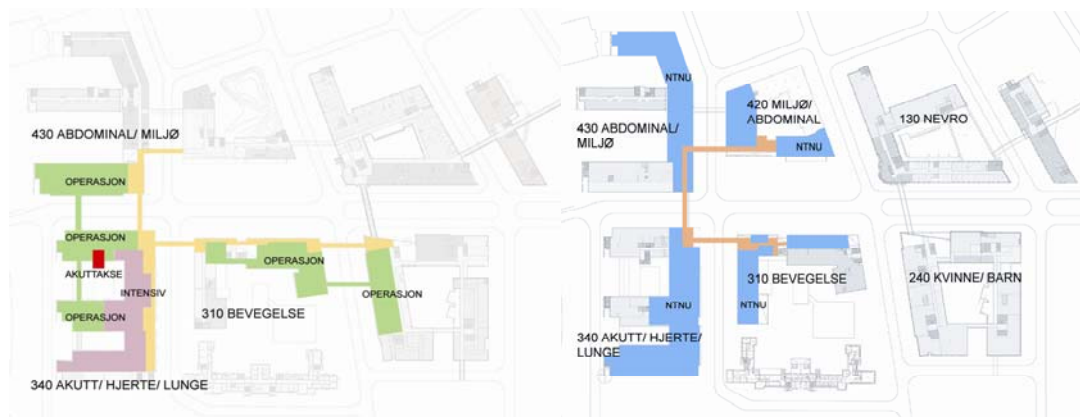 430 ABDOMINAL/ MILJØ
OPERASJON
OPERASJON
AKUTTAKSE
INTENSIV
OPERASJON
OPERASJON
OPERASJON
310 BEVEGELSE
340 AKUTT/ HJERTE/ LUNGE
NTNU
430 ABDOMINAL/
MILJØ
420 MILJØ/
ABDOMINAL
NTNU
130 NEVRO
310 BEVEGELSE
240 KVINNE/ BARN
NTNU
NTNU
340 AKUTT/ HJERTE/
LUNGE